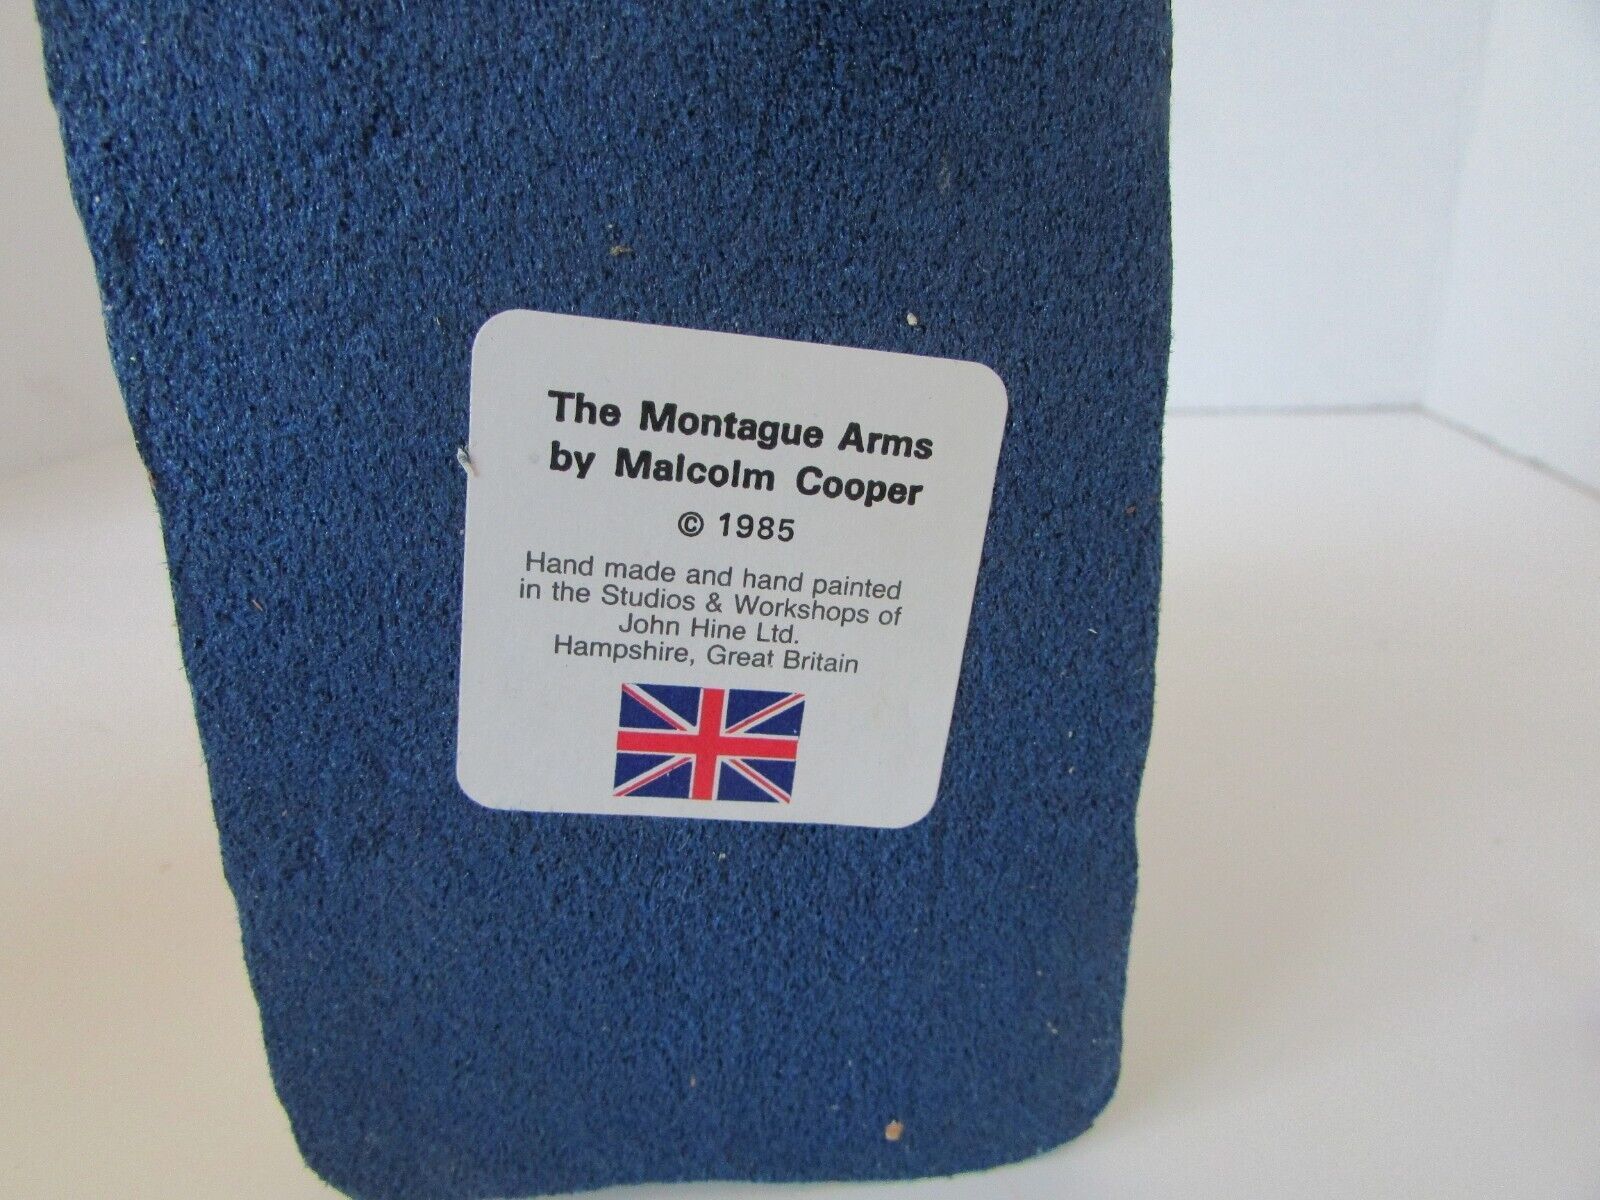 The Montague Arms
by Malcolm Cooper
© 1985
Hand made and hand painted
in the Studios & Workshops of
John Hine Ltd.
Hampshire, Great Britain